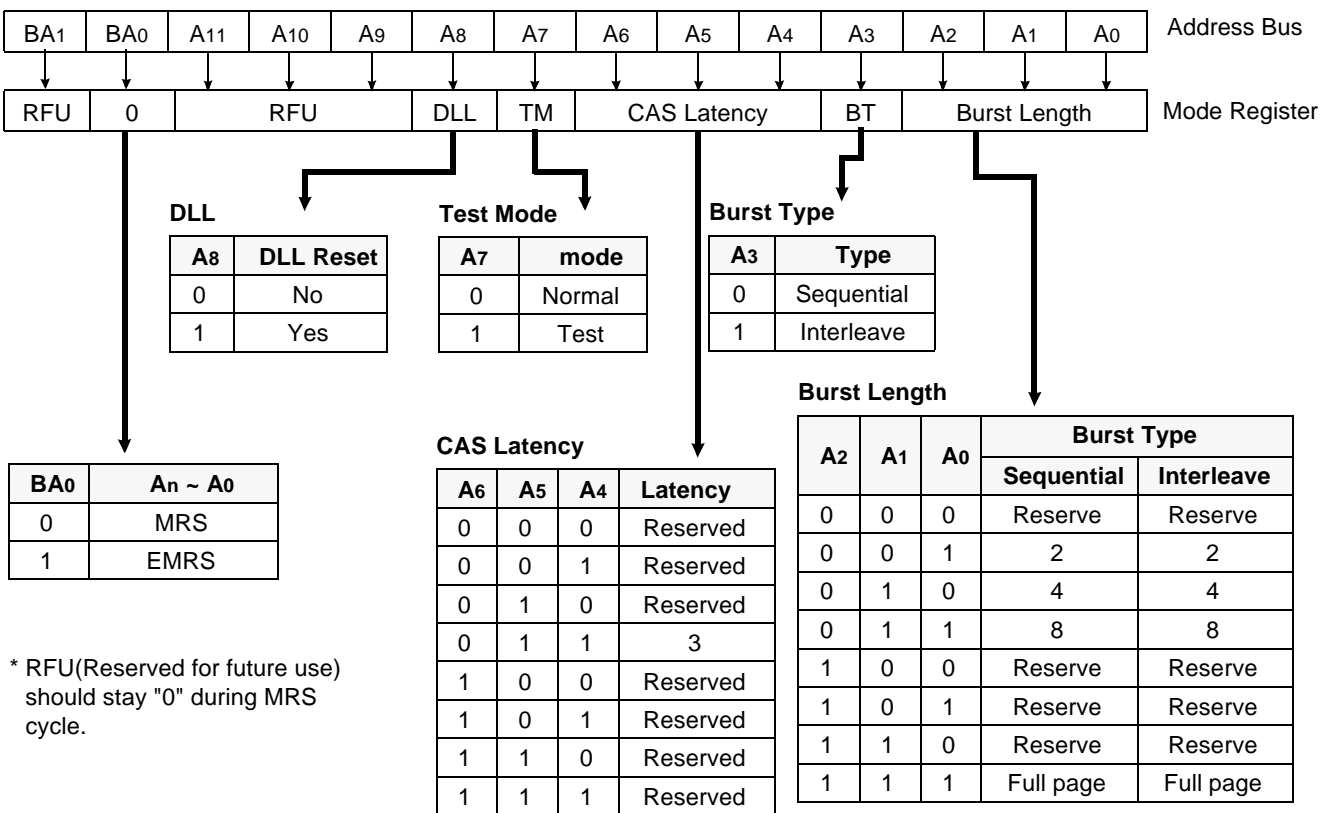 BA1 BA0 A11 A10 A9 A8 A7 A6 A5 A4 A3 A2 A1 A0 Address Bus
RFU 0 RFU DLL TM CAS Latency BT Burst Length Mode Register
DLL
A8 DLL Reset
0 No
1 Yes
Test Mode
A7 mode
0 Normal
1 Test
Burst Type
A3 Type
0 Sequential
1 Interleave
BA0 An ~ A0
0 MRS
1 EMRS
* RFU(Reserved for future use)
should stay "0" during MRS
cycle.
CAS Latency
A6 A5 A4 Latency
0 0 0 Reserved
0 0 1 Reserved
0 1 0 Reserved
0 1 1 3
1 0 0 Reserved
1 0 1 Reserved
1 1 0 Reserved
1 1 1 Reserved
Burst Length
A2 A1 A0 Burst Type
Sequential Interleave
0 0 0 Reserve Reserve
0 0 1 2 2
0 1 0 4 4
0 1 1 8 8
1 0 0 Reserve Reserve
1 0 1 Reserve Reserve
1 1 0 Reserve Reserve
1 1 1 Full page Full page